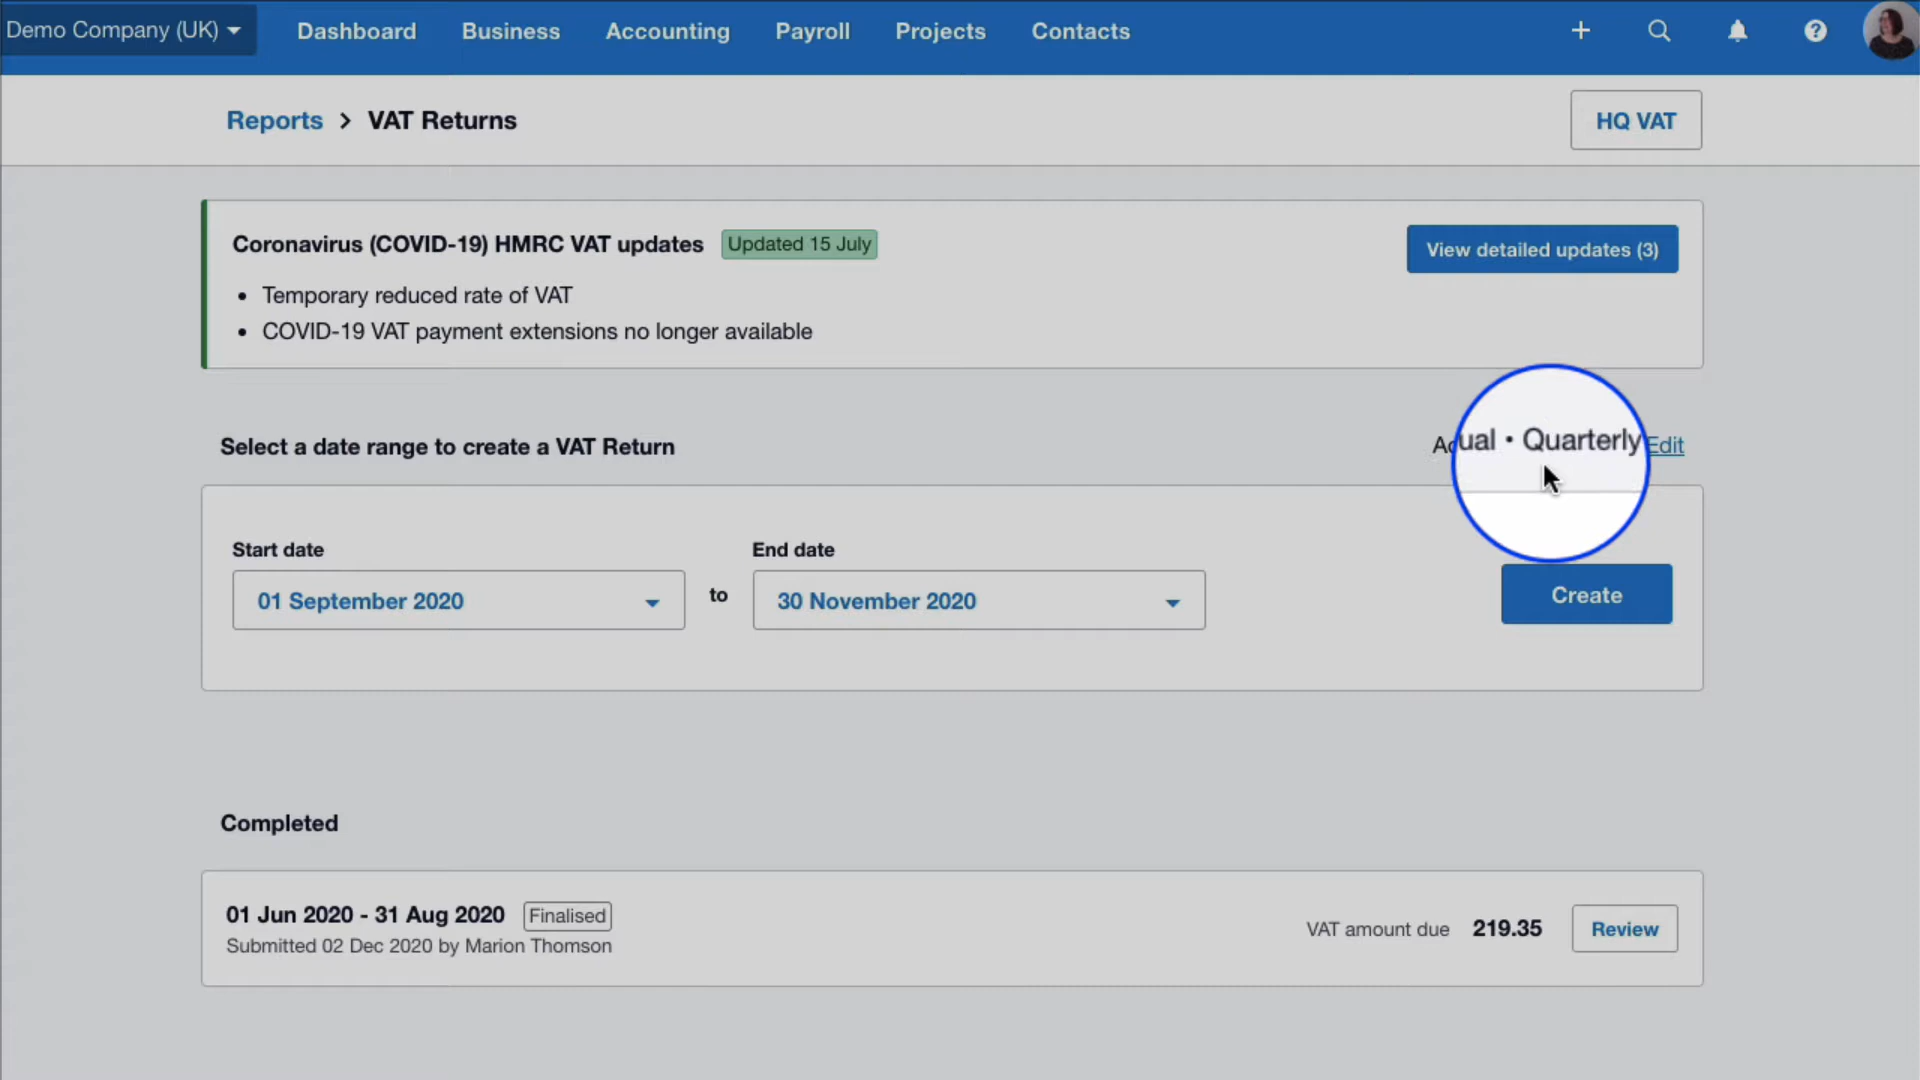 Demo Company (UK) Dashboard Business Accounting Payroll Projects Contacts
Reports > VAT Returns HQ VAT
Coronavirus (COVID-19) HMRC VAT updates Updated 15 July View detailed updates (3)
• Temporary reduced rate of VAT
• COVID-19 VAT payment extensions no longer available
Select a date range to create a VAT Return Quarterly Edit
Start date End date
01 September 2020 to 30 November 2020 Create
Completed
01 Jun 2020 - 31 Aug 2020 Finalised VAT amount due 219.35 Review
Submitted 02 Dec 2020 by Marion Thomson